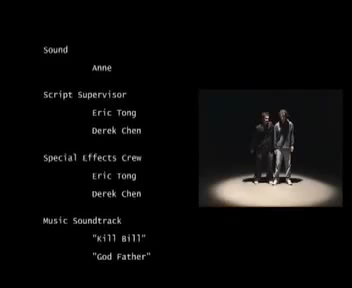 Sound
Anne
Script Supervisor
Eric Tong
Derek Chen
Special Effects Crew
Eric Tong
Derek Chen
Music Soundtrack
"Kill Bill"
"God Father"